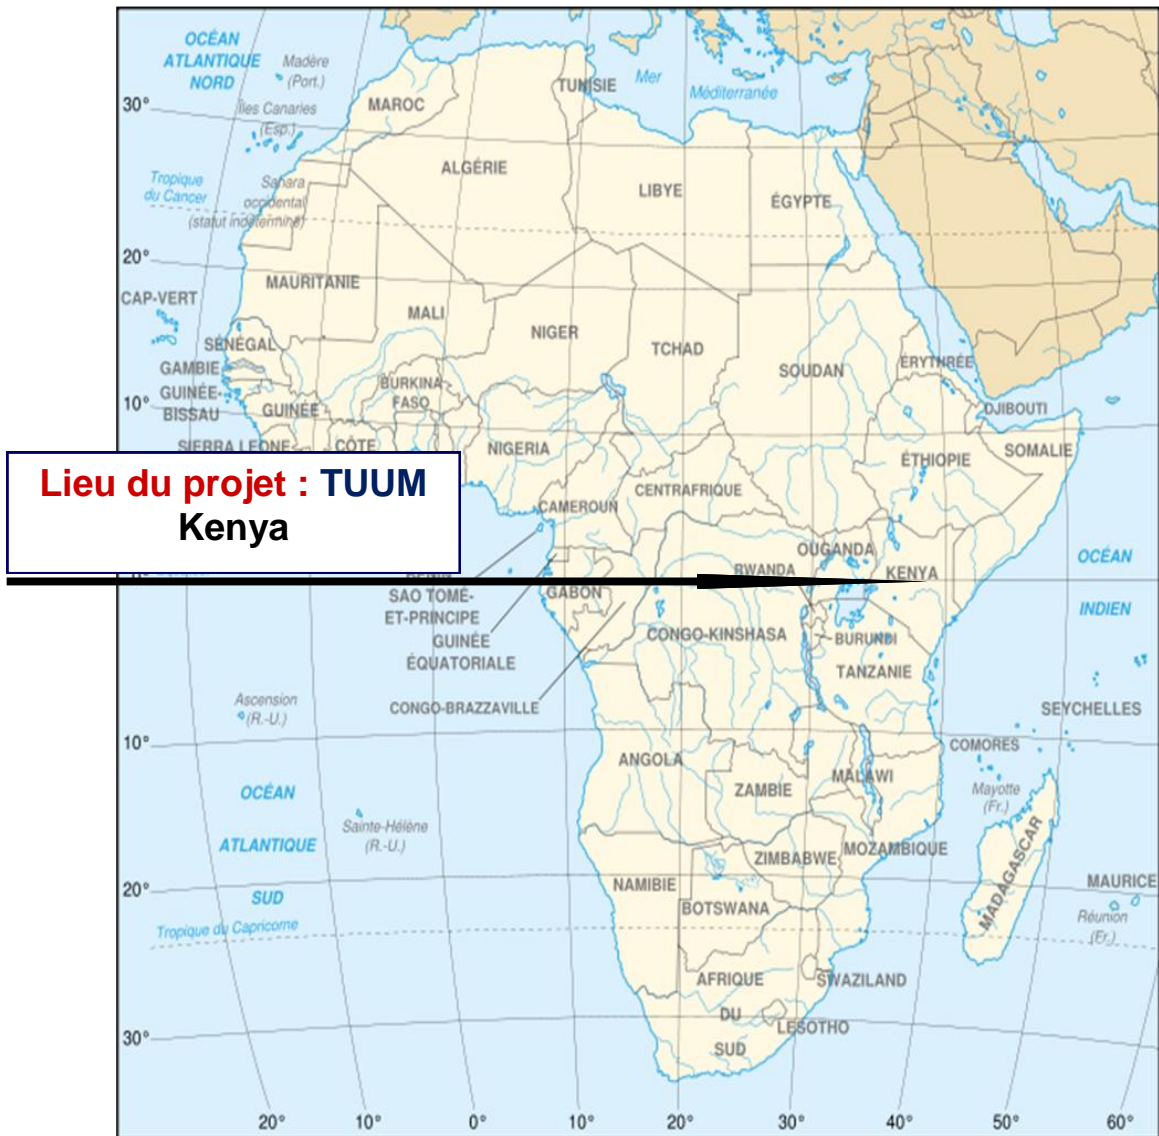 OCÉAN
ATLANTIQUE
NORD
Madère
(Port.)
Mer
Méditerranée
TUNISIE
30°
MAROC
Îles Canaries
(Esp.)
ALGÉRIE
LIBYE
ÉGYPTE
Tropique
du Cancer
Sahara
occidental
(statut indéterminé)
20°
MAURITANIE
CAP-VERT
MALI
NIGER
TCHAD
SOUDAN
ÉRYTHRÉE
SÉNÉGAL
GAMBIE
GUINÉE-
BISSAU
BURKINA
FASO
10°
GUINÉE
DJIBOUTI
SIERRA LEONE
CÔTE
NIGERIA
SOMALIE
ÉTHIOPIE
Lieu du projet : TUUM
Kenya
CENTRAFRIQUE
CAMEROUN
OUGANDA
RWANDA
KENYA
OCÉAN
INDIEN
GABON
SAO TOMÉ-
ET-PRINCIPE
GUINÉE
ÉQUATORIALE
CONGO-KINSHASA
BURUNDI
TANZANIE
CONGO-BRAZZAVILLE
Ascension
(R.-U.)
SEYCHELLES
10°
COMORES
ANGOLA
MALAWI
ZAMBIE
Mayotte
(Fr.)
OCÉAN
ATLANTIQUE
SUD
Sainte-Hélène
(R.-U.)
MOZAMBIQUE
ZIMBABWE
MADAGASCAR
20°
NAMIBIE
BOTSWANA
MAURICE
Réunion
(Fr.)
Tropique du Capricorne
AFRIQUE
DU
SUD
SWAZILAND
LESOTHO
30°
20°
10°
0°
10°
20°
30°
40°
50°
60°